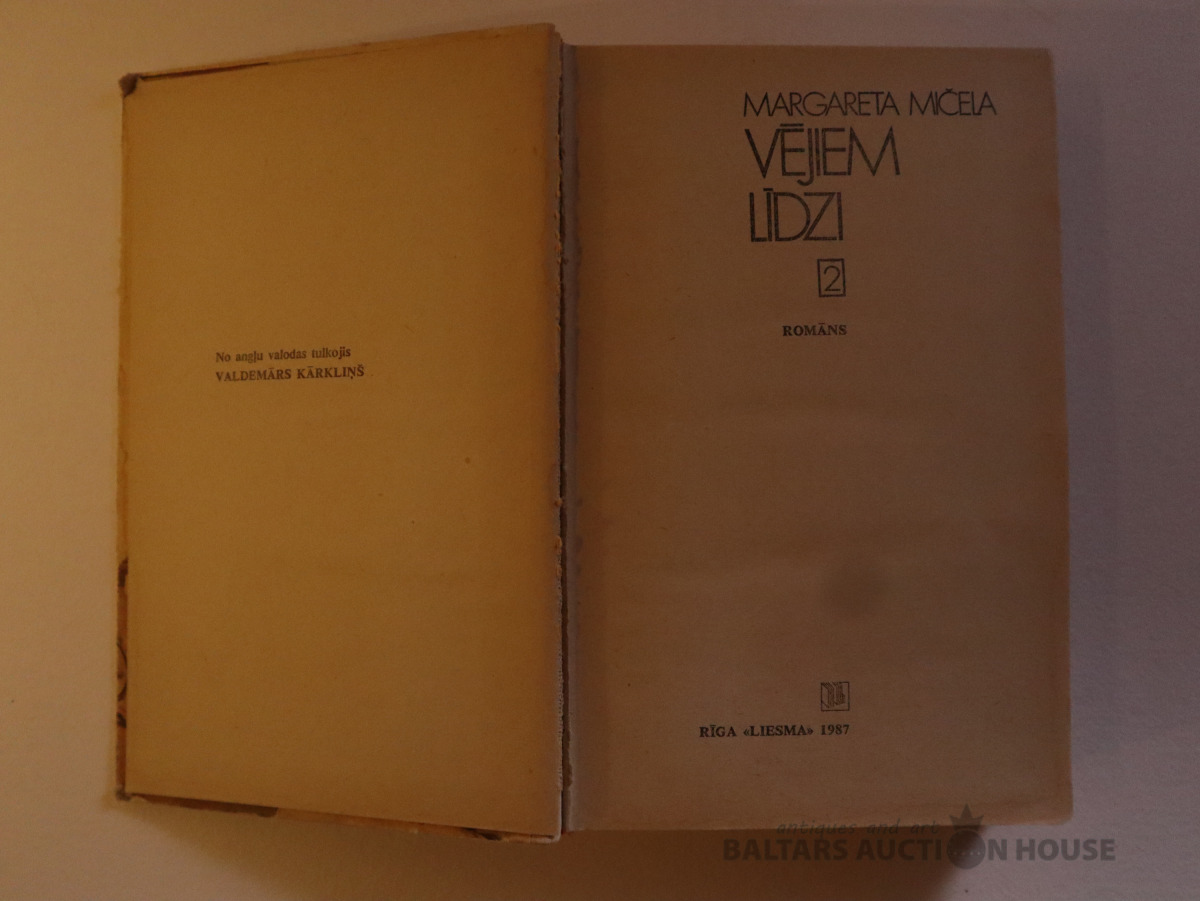 No angļu valodas tulkojis
VALDEMĀRS KĀRKLIŅŠ
MARGARETA MIČELA
VĒJIEM
LĪDZI
2
ROMĀNS
RĪGA «LIESMA» 1987
antiques and art
BALTARS AUCTION HOUSE